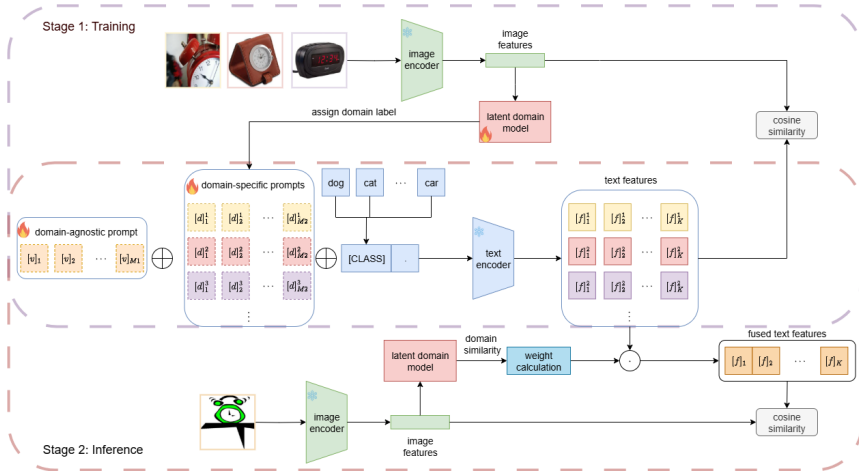 Stage 1: Training
image
encoder
image
features
assign domain label
latent domain
model
cosine
similarity
domain-specific prompts
dog
cat
...
car
text features
domain-agnostic prompt
[v]₁
[v]₂
...
[v]M1
[d]¹₁
[d]¹₂
...
[d]¹M2
[d]²₁
[d]²₂
...
[d]²M2
[d]³₁
[d]³₂
...
[d]³M2
⋮
[CLASS]
.
text
encoder
[f]¹₁
[f]¹₂
...
[f]¹K
[f]²₁
[f]²₂
...
[f]²K
[f]³₁
[f]³₂
...
[f]³K
⋮
latent domain
model
domain
similarity
weight
calculation
fused text features
[f]₁
[f]₂
...
[f]K
image
encoder
image
features
cosine
similarity
Stage 2: Inference